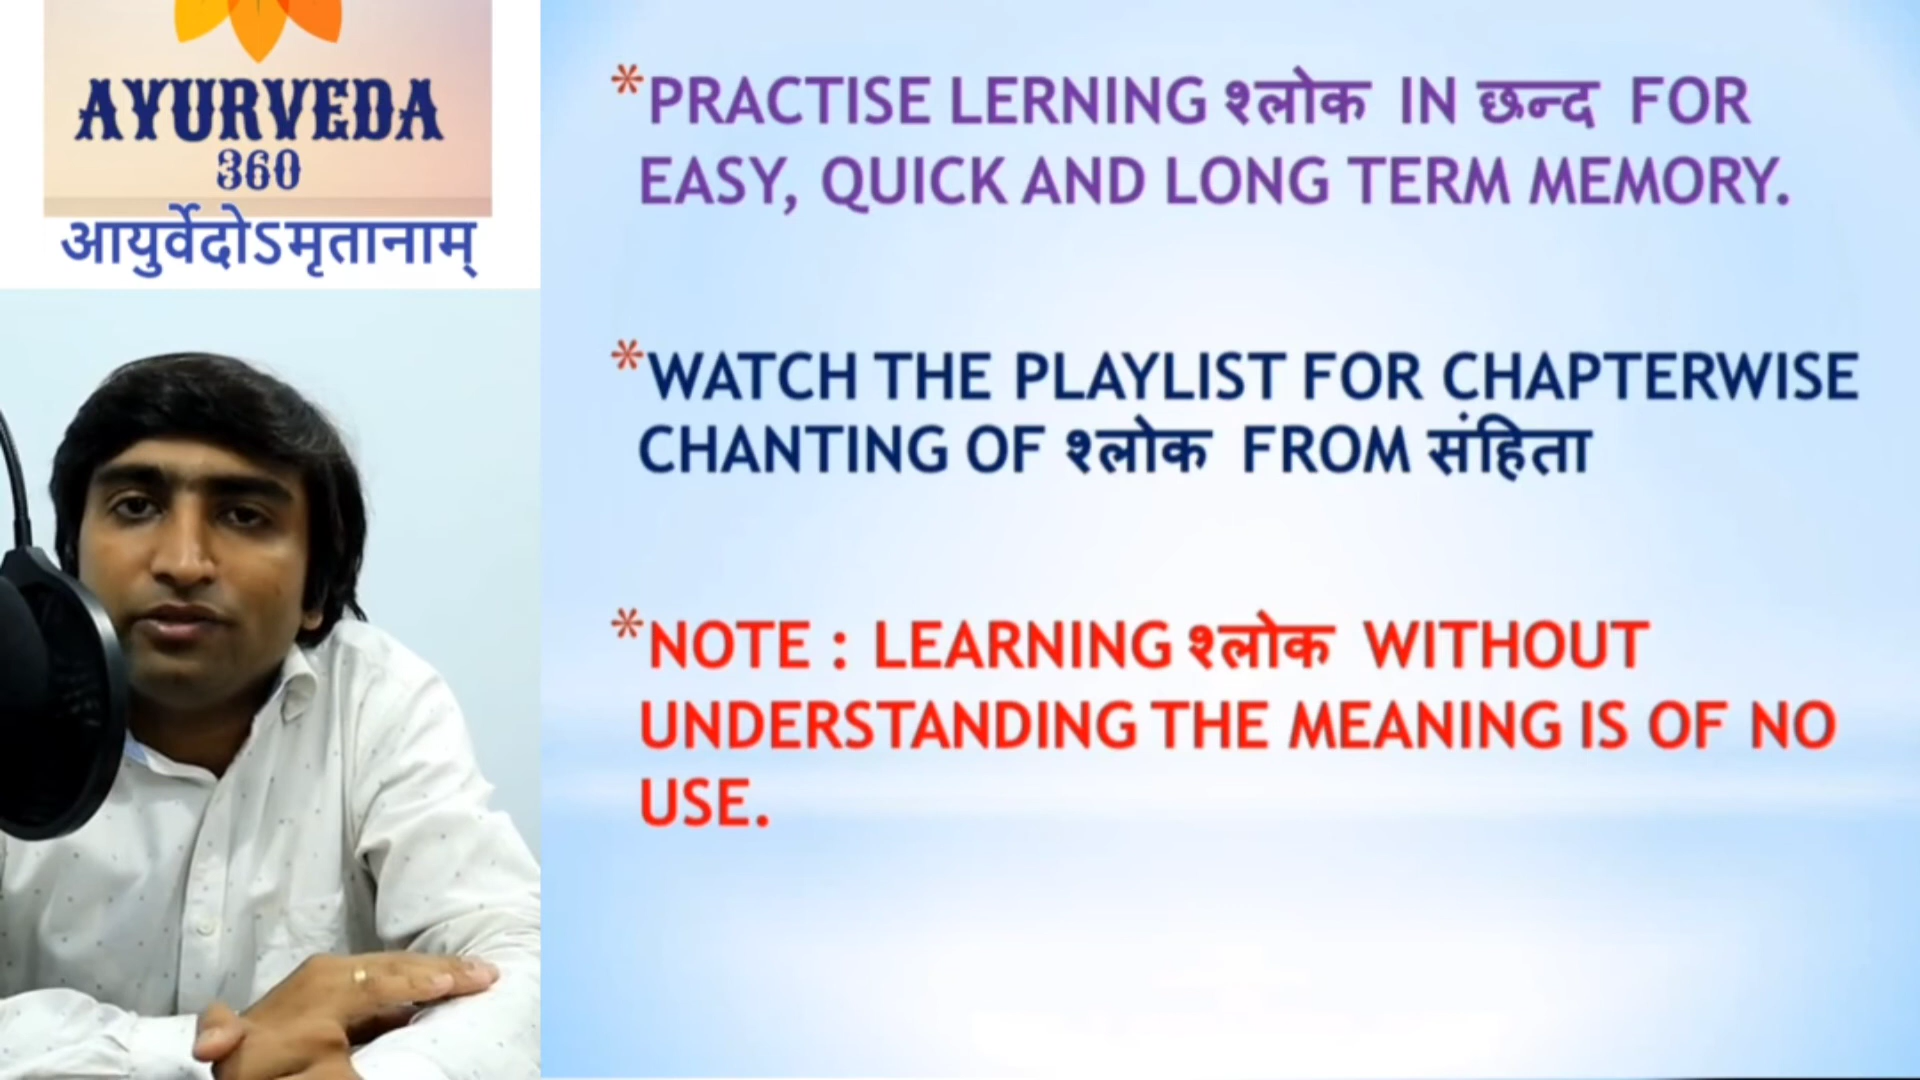 AYURVEDA
360
आयुर्वेदोऽमृतानाम्
*PRACTISE LERNING श्लोक IN छन्द FOR
EASY, QUICK AND LONG TERM MEMORY.
*WATCH THE PLAYLIST FOR CHAPTERWISE
CHANTING OF श्लोक FROM संहिता
*NOTE : LEARNING श्लोक WITHOUT
UNDERSTANDING THE MEANING IS OF NO
USE.